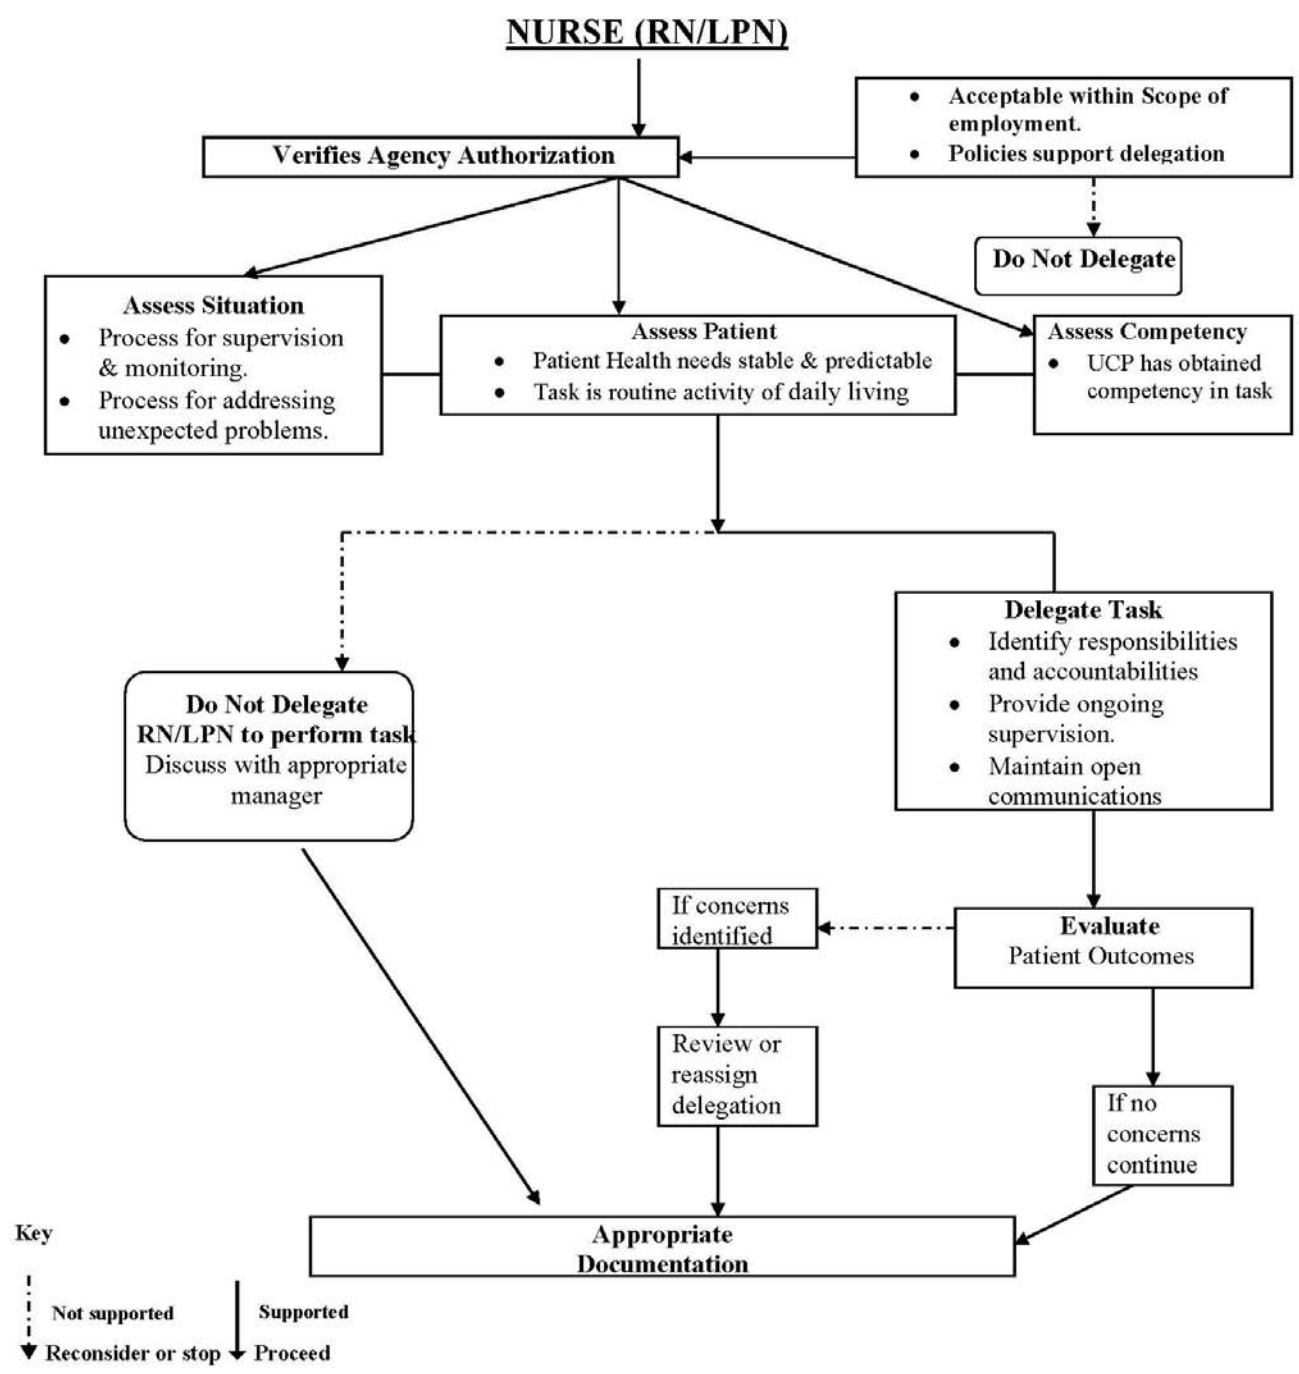 NURSE (RN/LPN)
• Acceptable within Scope of
employment.
• Policies support delegation
Verifies Agency Authorization
Do Not Delegate
Assess Situation
• Process for supervision
& monitoring.
• Process for addressing
unexpected problems.
Assess Patient
• Patient Health needs stable & predictable
• Task is routine activity of daily living
Assess Competency
• UCP has obtained
competency in task
Delegate Task
• Identify responsibilities
and accountabilities
• Provide ongoing
supervision.
• Maintain open
communications
Do Not Delegate
RN/LPN to perform task
Discuss with appropriate
manager
If concerns
identified
Evaluate
Patient Outcomes
Review or
reassign
delegation
If no
concerns
continue
Appropriate
Documentation
Key
Not supported
Reconsider or stop
Supported
Proceed